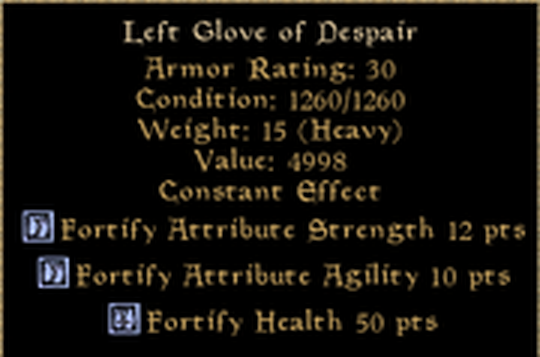 Left Glove of Despair
Armor Rating: 30
Condition: 1260/1260
Weight: 15 (Heavy)
Value: 4998
Constant Effect
Fortify Attribute Strength 12 pts
Fortify Attribute Agility 10 pts
Fortify Health 50 pts